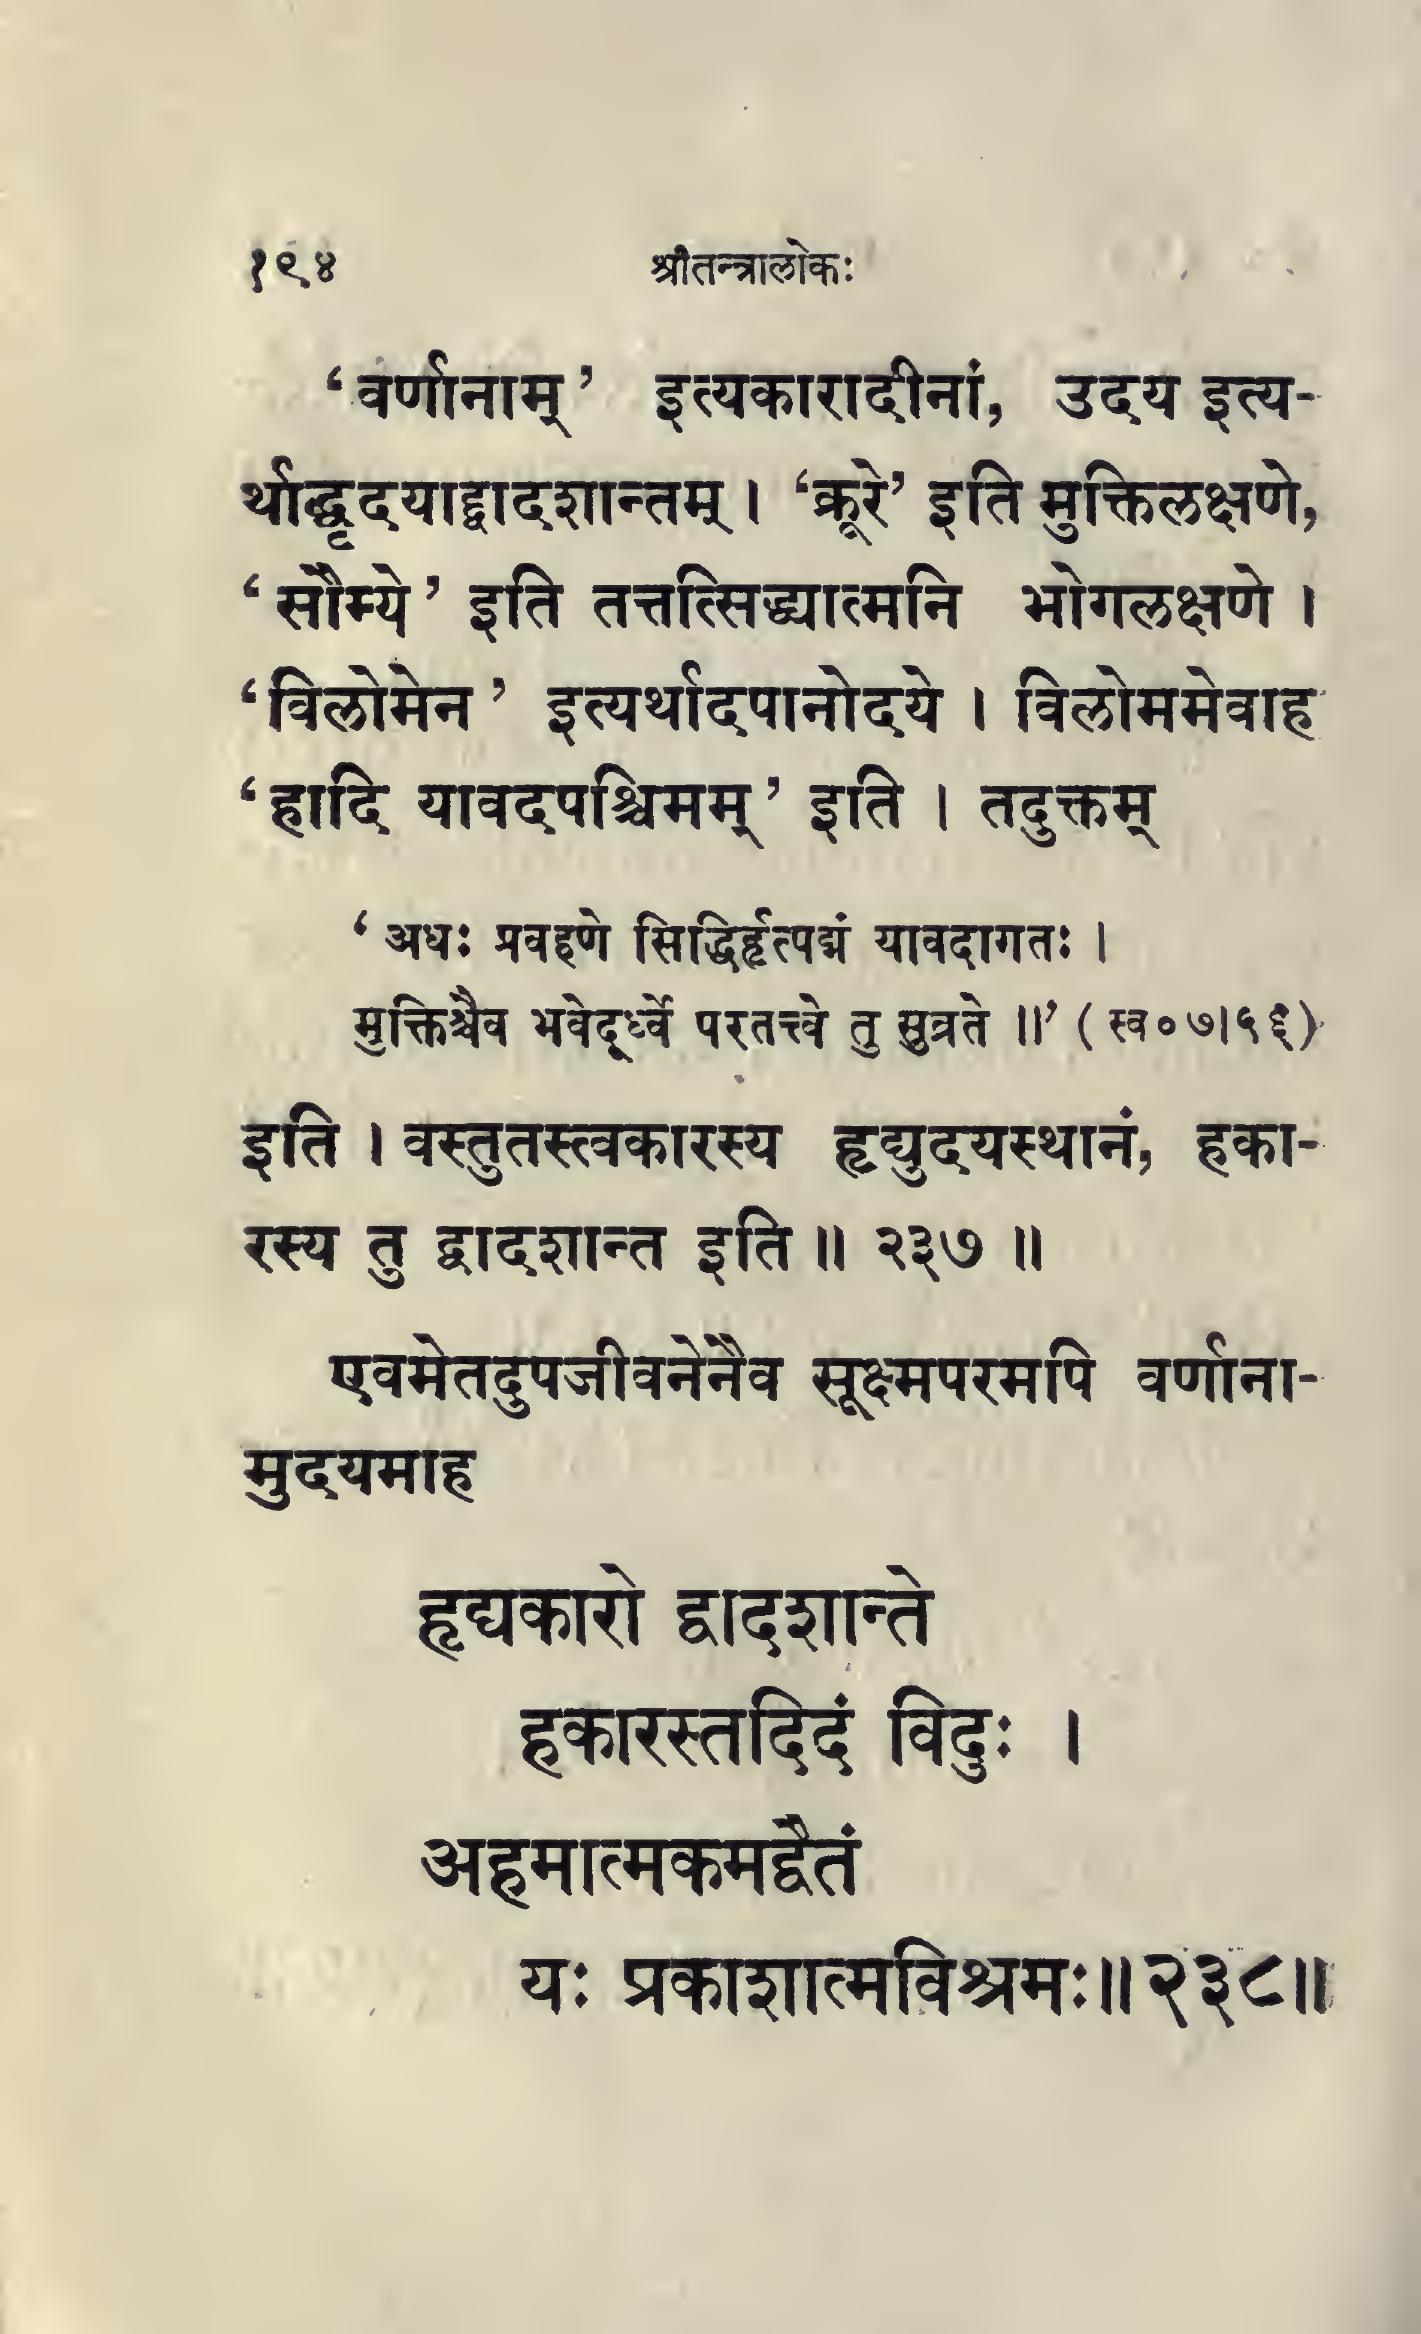 १९४ श्रीतन्त्रालोकः
‘वर्णानाम्’ इत्यकारादीनां, उदय इत्य-
र्थाद्धृदयाद्द्वादशान्तम् । ‘क्रूरे’ इति मुक्तिलक्षणे,
‘सौम्ये’ इति तत्तत्सिद्ध्यात्मनि भोगलक्षणे ।
‘विलोमेन’ इत्यर्थादपानोदये । विलोममेवाह
‘हादि यावदपश्चिमम्’ इति । तदुक्तम्
‘अधः प्रवहणे सिद्धिर्हृत्पद्मं यावदागतः ।
मुक्तिश्चैव भवेदूर्ध्वे परतत्त्वे तु सुव्रते ॥’ (स्व० ७।५६)
इति । वस्तुतस्त्वकारस्य हृद्युदयस्थानं, हका-
रस्य तु द्वादशान्त इति ॥ २३७ ॥
एवमेतदुपजीवनेनैव सूक्ष्मपरमपि वर्णाना-
मुदयमाह
हृद्यकारो द्वादशान्ते
हकारस्तदिदं विदुः ।
अहमात्मकमद्वैतं
यः प्रकाशात्मविश्रमः॥२३८॥